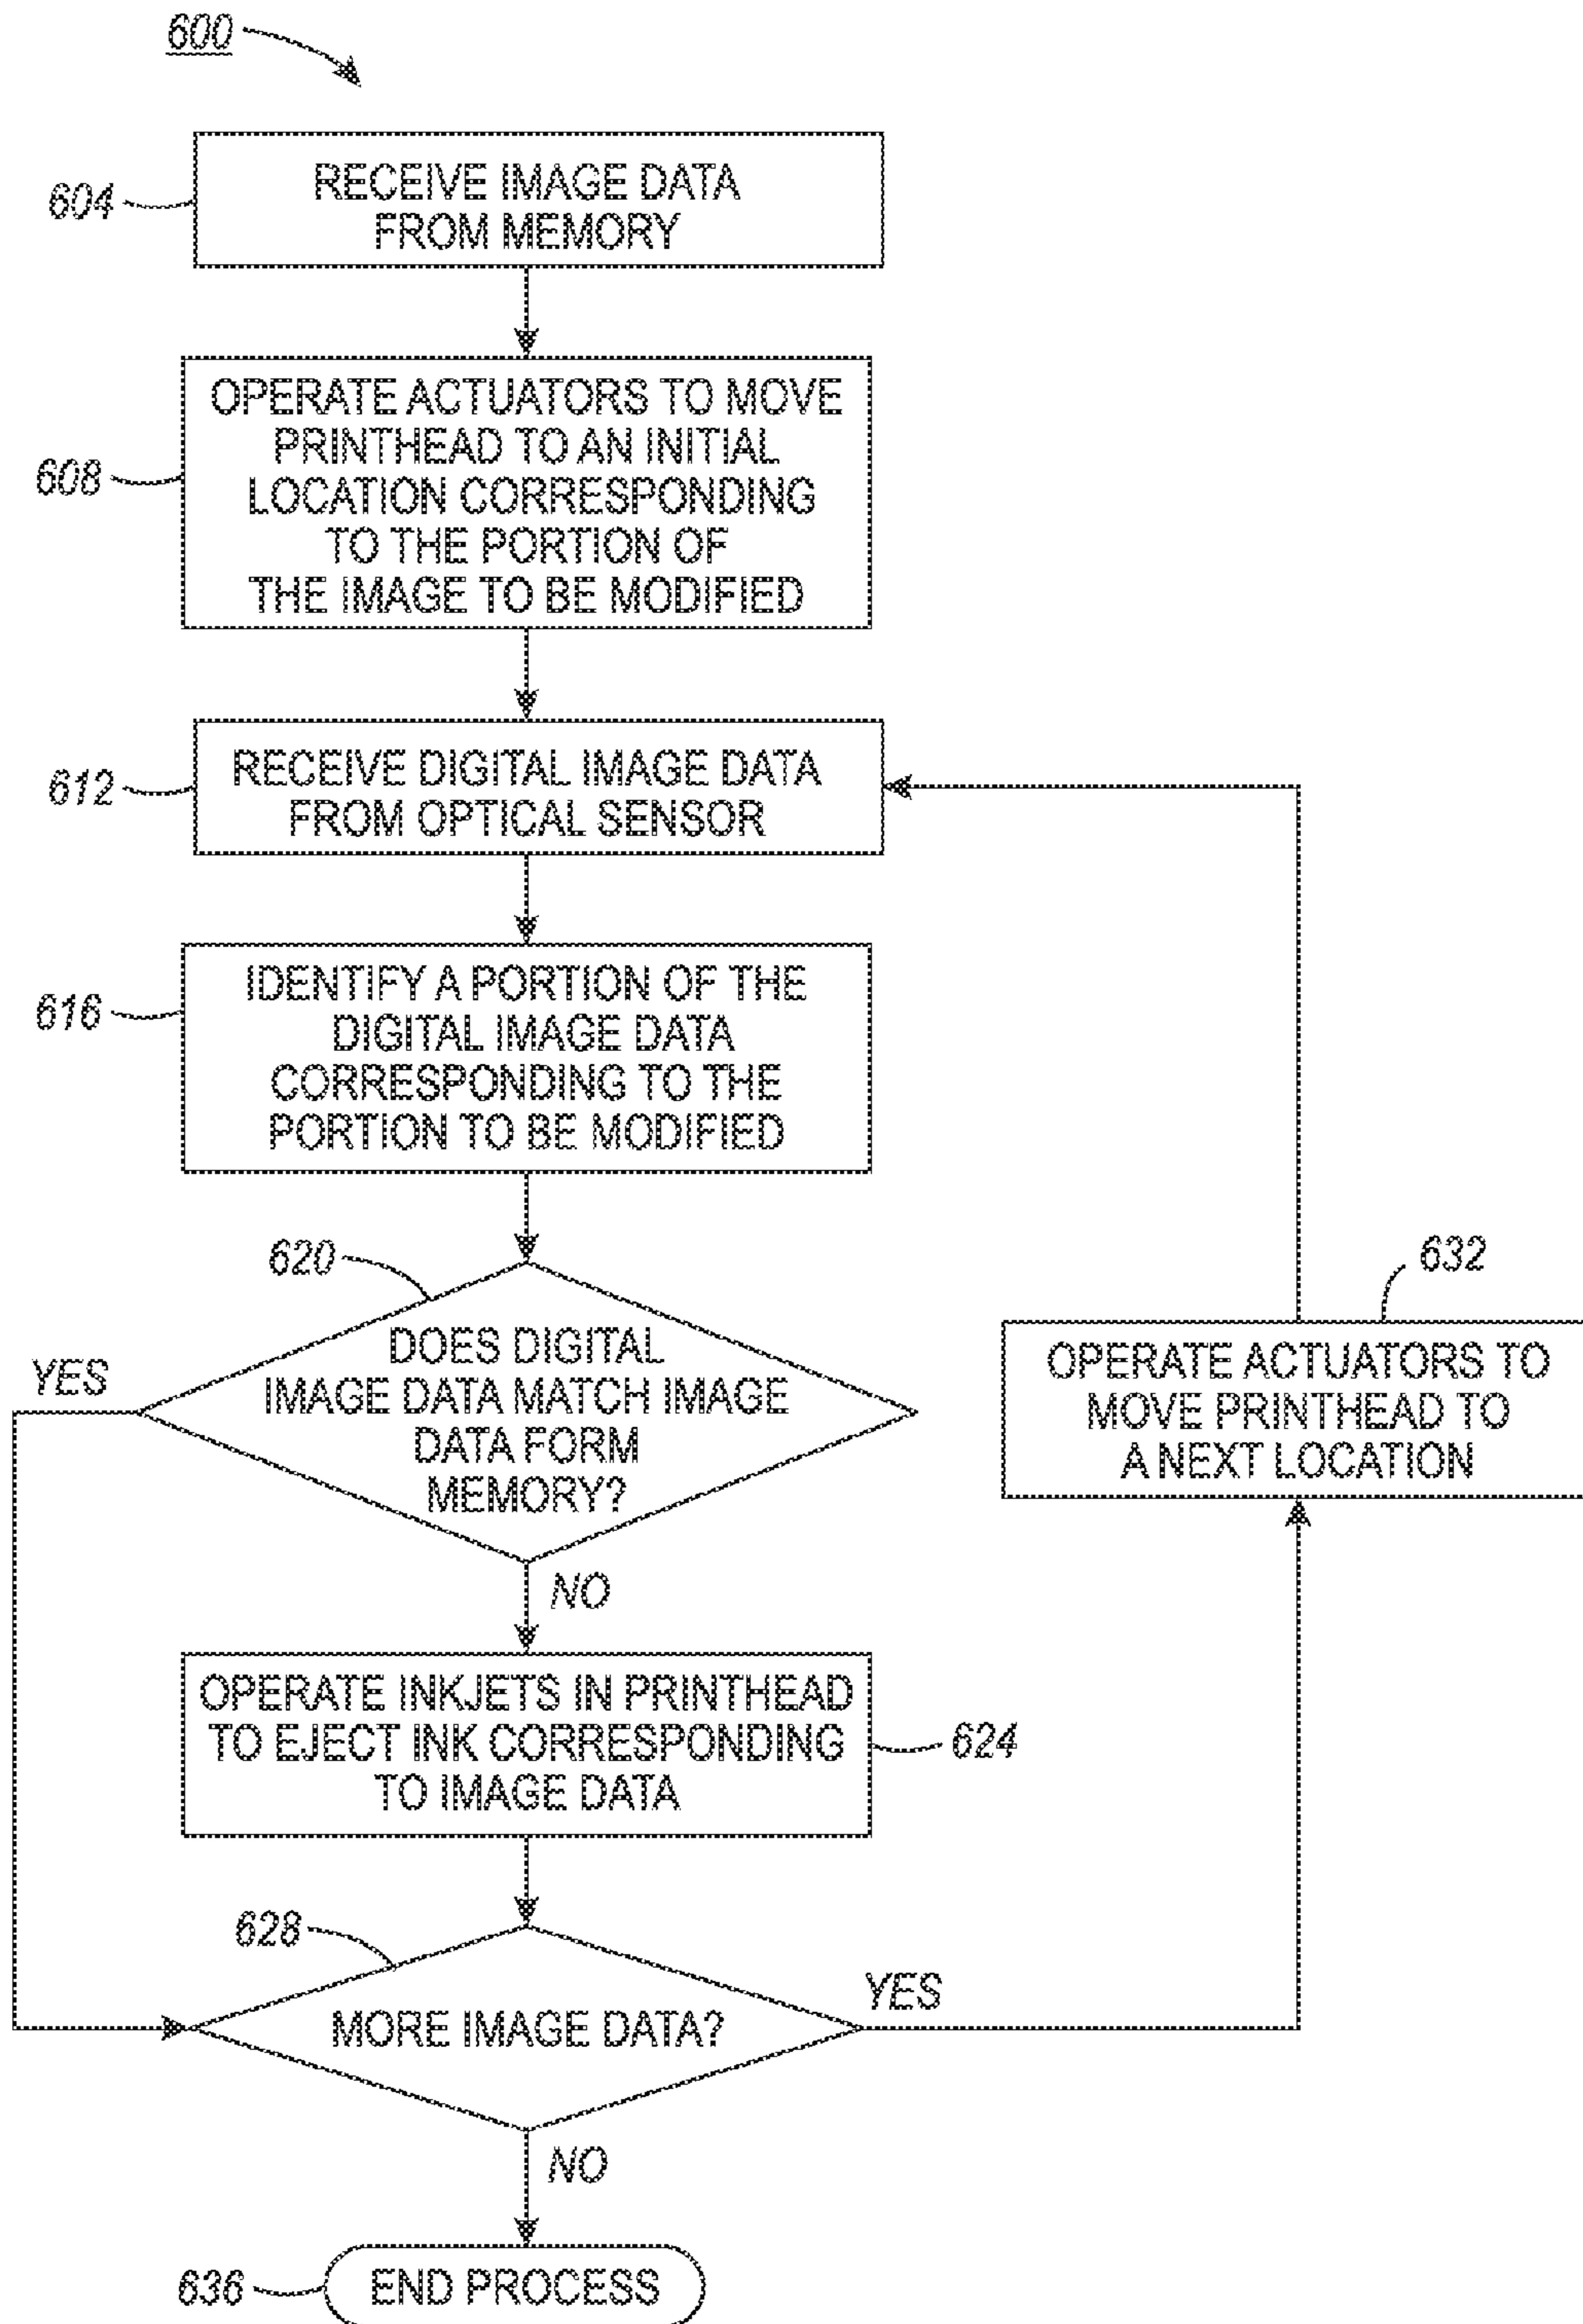 600
604
RECEIVE IMAGE DATA
FROM MEMORY
608
OPERATE ACTUATORS TO MOVE
PRINTHEAD TO AN INITIAL
LOCATION CORRESPONDING
TO THE PORTION OF
THE IMAGE TO BE MODIFIED
612
RECEIVE DIGITAL IMAGE DATA
FROM OPTICAL SENSOR
616
IDENTIFY A PORTION OF THE
DIGITAL IMAGE DATA
CORRESPONDING TO THE
PORTION TO BE MODIFIED
620
YES
DOES DIGITAL
IMAGE DATA MATCH IMAGE
DATA FORM
MEMORY?
632
OPERATE ACTUATORS TO
MOVE PRINTHEAD TO
A NEXT LOCATION
NO
OPERATE INKJETS IN PRINTHEAD
TO EJECT INK CORRESPONDING
TO IMAGE DATA
624
628
MORE IMAGE DATA?
YES
NO
636
END PROCESS